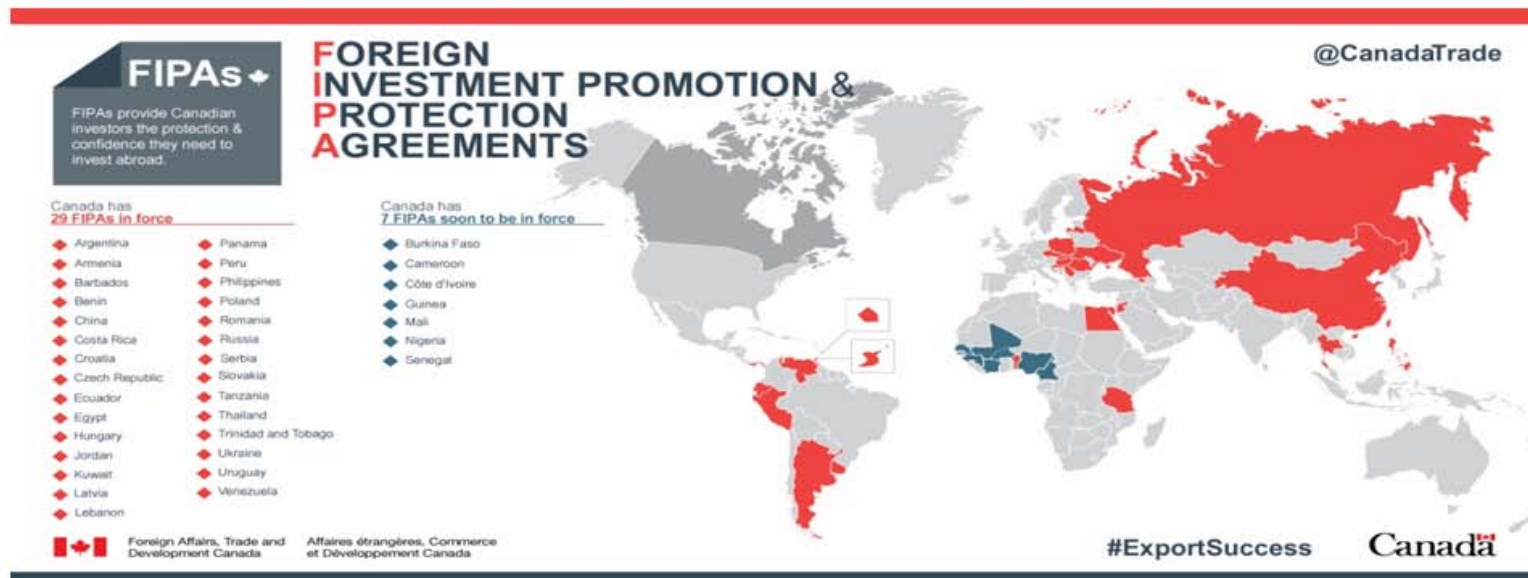 FIPAs
FIPAs provide Canadian
investors the protection &
confidence they need to
invest abroad.
FOREIGN
INVESTMENT PROMOTION &
PROTECTION
AGREEMENTS
@CanadaTrade
Canada has
29 FIPAs in force
Argentina
Armenia
Barbados
Benin
China
Costa Rica
Croatia
Czech Republic
Ecuador
Egypt
Hungary
Jordan
Kuwait
Latvia
Lebanon
Panama
Peru
Philippines
Poland
Romania
Russia
Serbia
Slovakia
Tanzania
Thailand
Trinidad and Tobago
Ukraine
Uruguay
Venezuela
Canada has
7 FIPAs soon to be in force
Burkina Faso
Cameroon
Côte d'Ivoire
Guinea
Mali
Nigeria
Senegal
Foreign Affairs, Trade and
Development Canada
Affaires étrangères, Commerce
et Développement Canada
#ExportSuccess
Canada